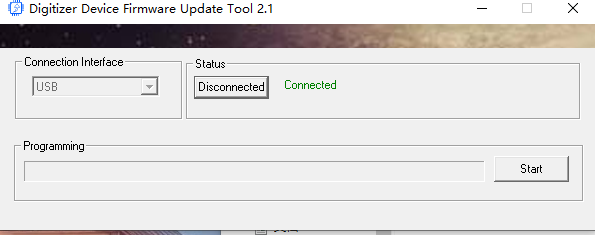 Digitizer Device Firmware Update Tool 2.1
Connection Interface
USB
Status
Disconnected
Connected
Programming
Start